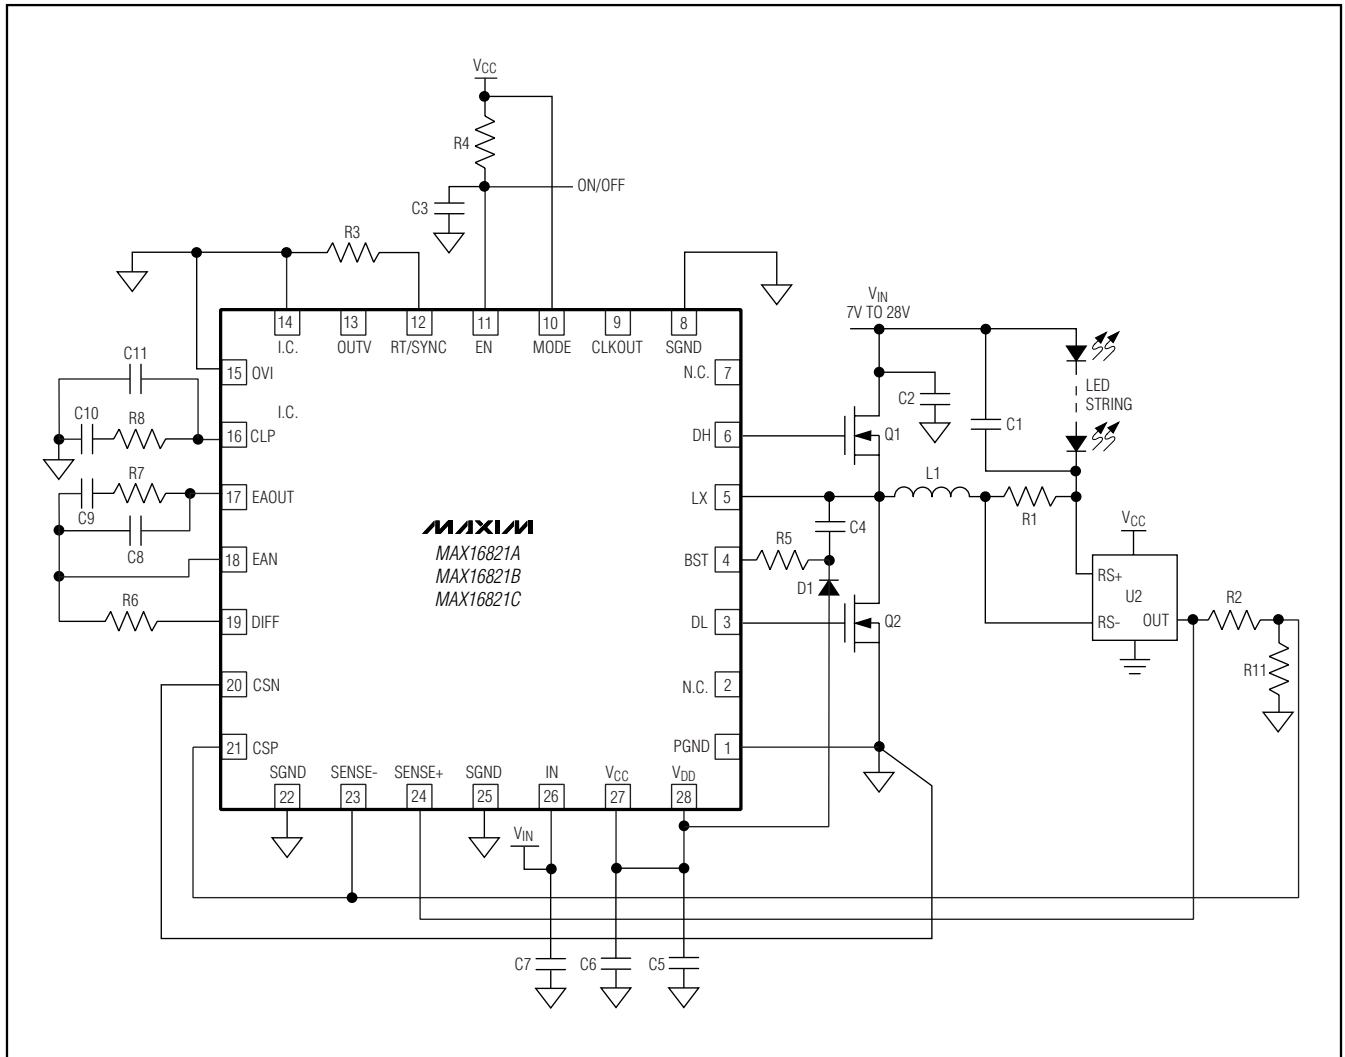 VCC
R4
ON/OFF
C3
R3
14
13
12
11
10
9
8
I.C.
OUTV
RT/SYNC
EN
MODE
CLKOUT
SGND
VIN
7V TO 28V
C11
15
OVI
N.C.
7
C2
LED
STRING
C10
R8
I.C.
16
CLP
DH
6
Q1
C1
R7
C9
C8
17
EAOUT
LX
5
L1
R1
C4
VCC
MAXIM
MAX16821A
MAX16821B
MAX16821C
18
EAN
BST
4
R5
D1
RS+
U2
RS-
OUT
R2
R6
19
DIFF
DL
3
Q2
R11
20
CSN
N.C.
2
21
CSP
PGND
1
SGND
SENSE-
SENSE+
SGND
IN
VCC
VDD
22
23
24
25
26
27
28
VIN
C7
C6
C5